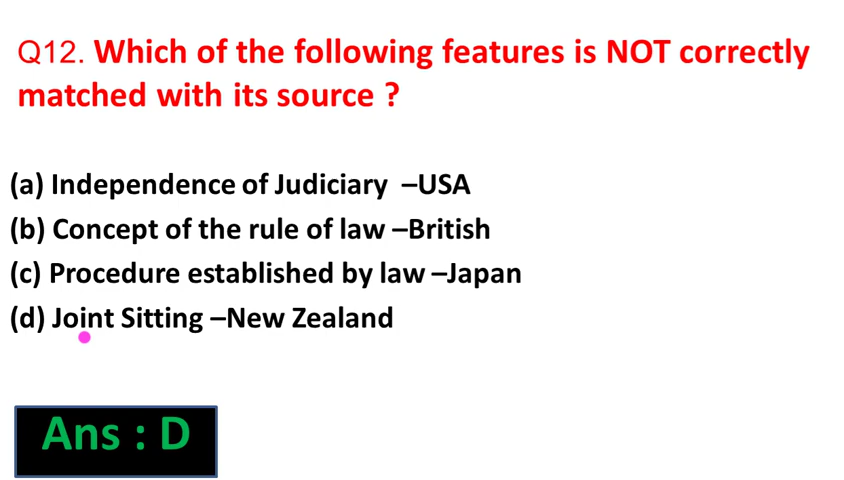 Q12. Which of the following features is NOT correctly
matched with its source ?
(a) Independence of Judiciary –USA
(b) Concept of the rule of law –British
(c) Procedure established by law –Japan
(d) Joint Sitting –New Zealand
Ans : D